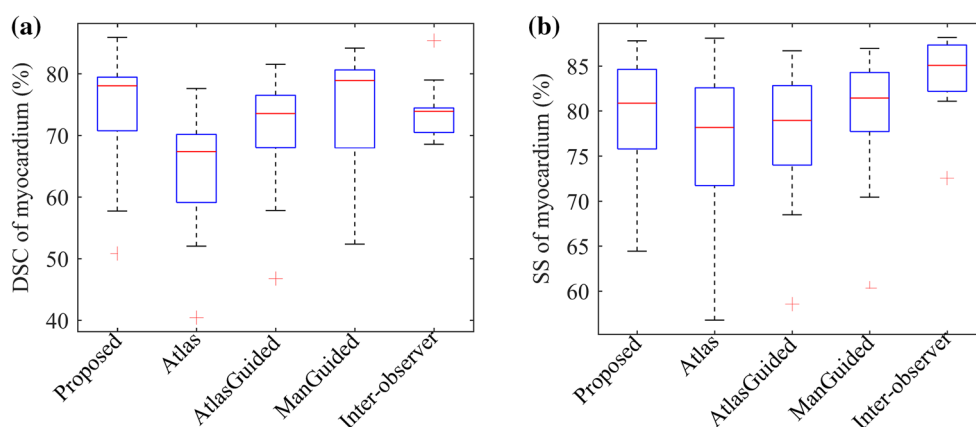 (a)
DSC of myocardium (%)
80
70
60
50
40
Proposed
Atlas
AtlasGuided
ManGuided
Inter-observer
(b)
SS of myocardium (%)
85
80
75
70
65
60
Proposed
Atlas
AtlasGuided
ManGuided
Inter-observer